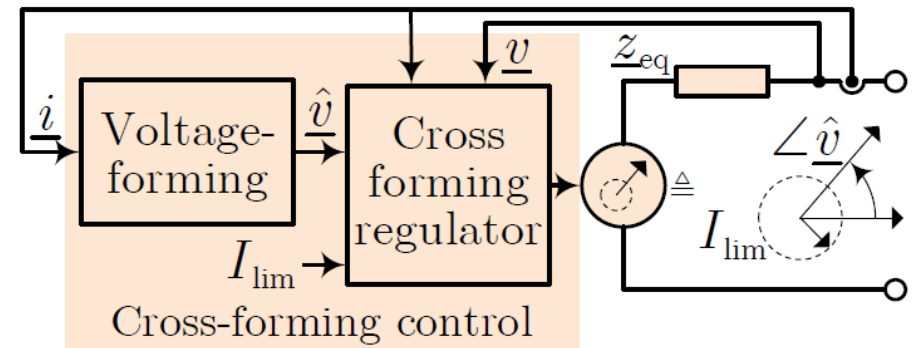 v
z_eq
i
Voltage-
forming
v̂
Cross
forming
regulator
≜
∠v̂
I_lim
I_lim
Cross-forming control